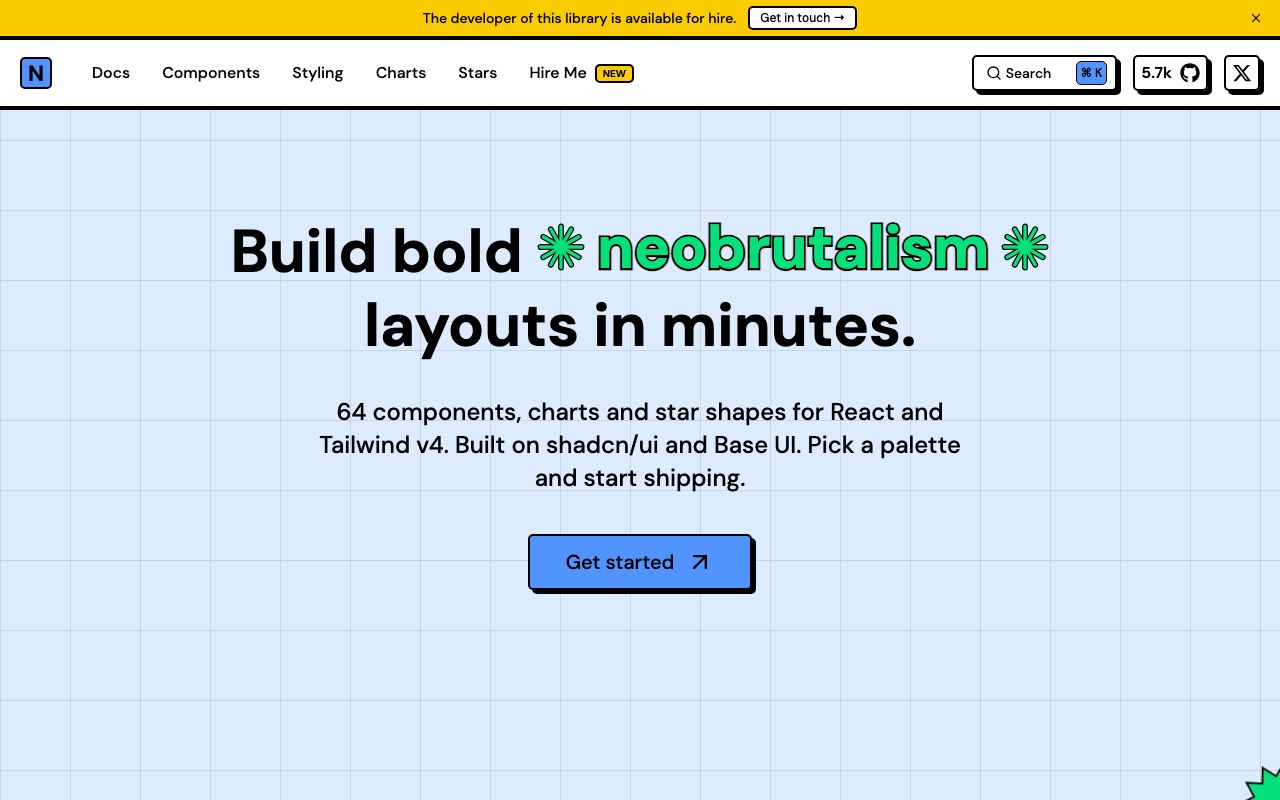 The developer of this library is available for hire. Get in touch →
N Docs Components Styling Charts Stars Hire Me NEW Search ⌘ K 5.7k
Build bold neobrutalism
layouts in minutes.
64 components, charts and star shapes for React and
Tailwind v4. Built on shadcn/ui and Base UI. Pick a palette
and start shipping.
Get started